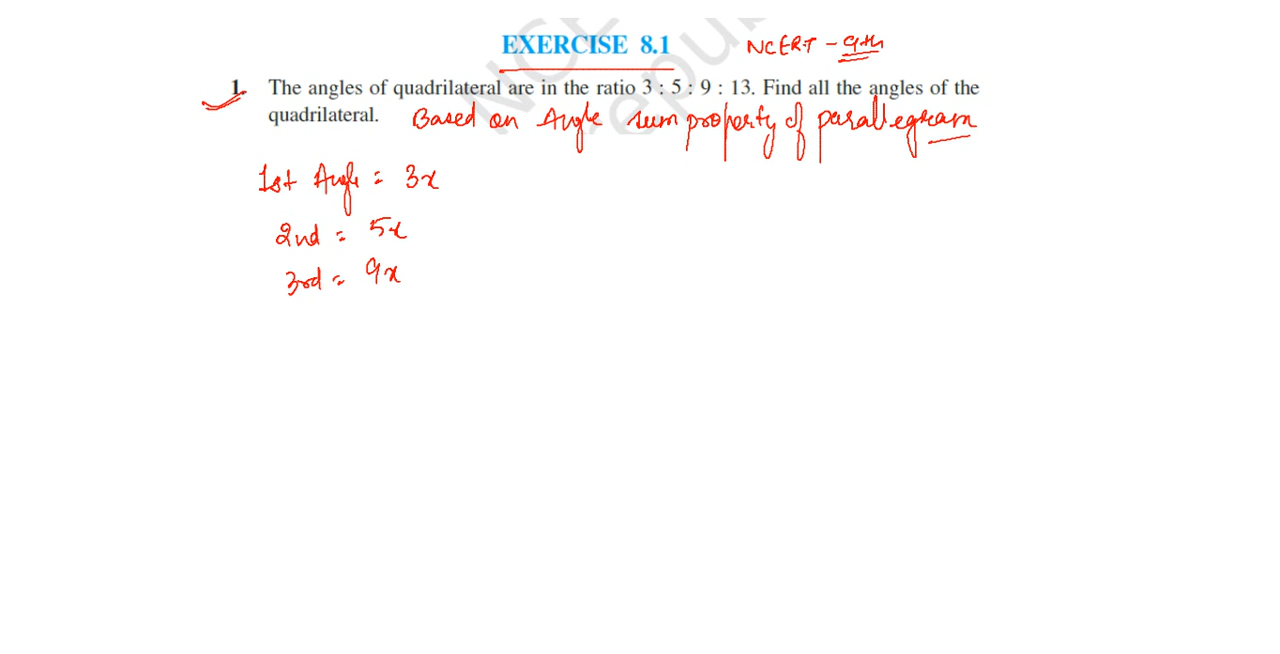 EXERCISE 8.1 NCERT - 9th
1. The angles of quadrilateral are in the ratio 3 : 5 : 9 : 13. Find all the angles of the
quadrilateral. Based on Angle sum property of parallegram
1st Angle = 3x
2nd = 5x
3rd = 9x